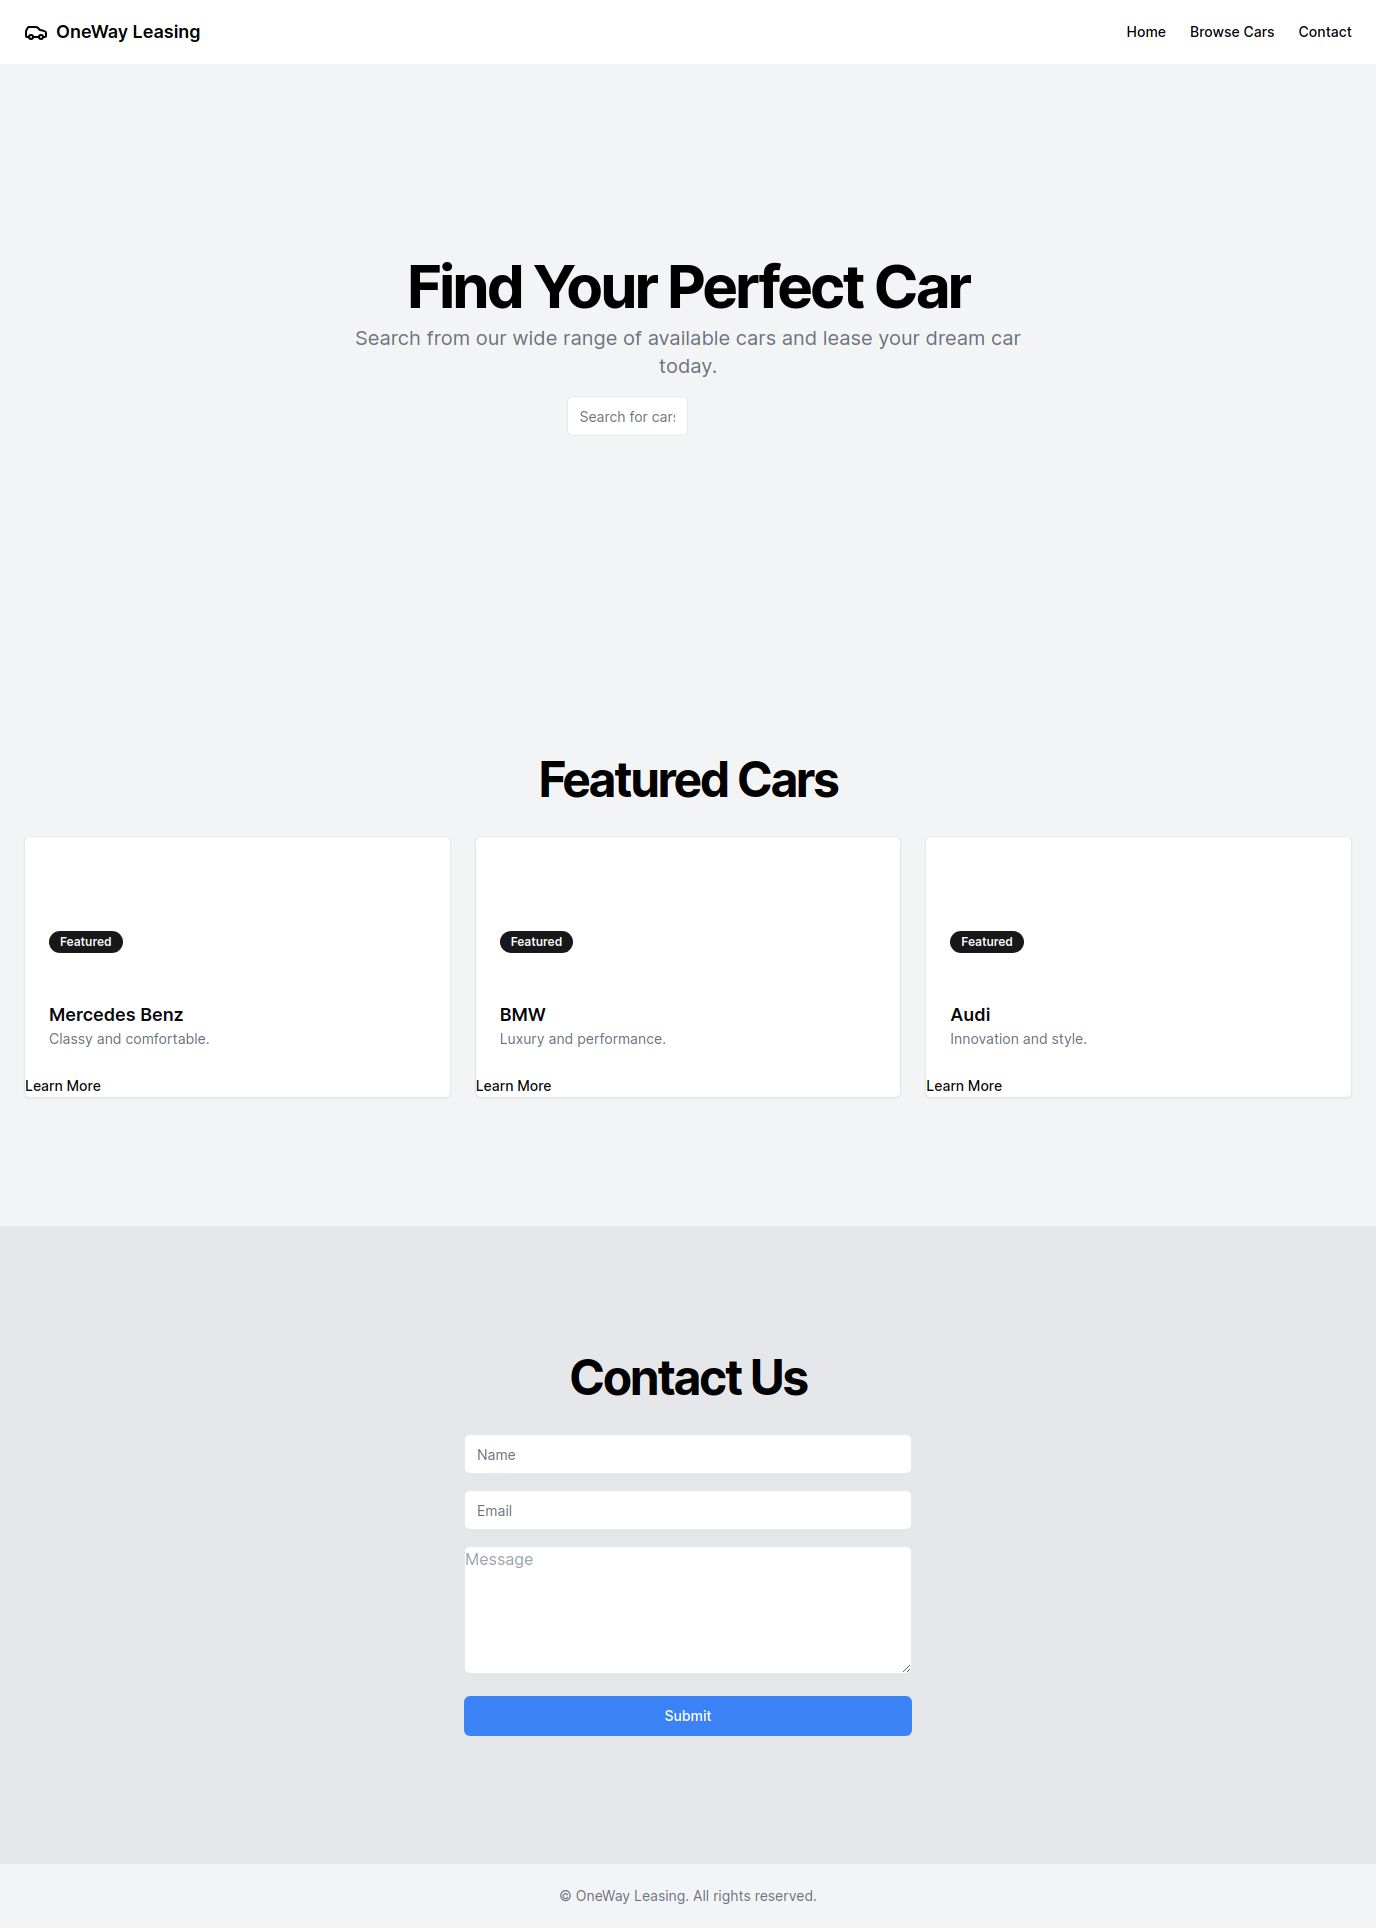 OneWay Leasing
Home
Browse Cars
Contact
Find Your Perfect Car
Search from our wide range of available cars and lease your dream car
today.
Search for cars
Featured Cars
Featured
Mercedes Benz
Classy and comfortable.
Learn More
Featured
BMW
Luxury and performance.
Learn More
Featured
Audi
Innovation and style.
Learn More
Contact Us
Name
Email
Message
Submit
© OneWay Leasing. All rights reserved.